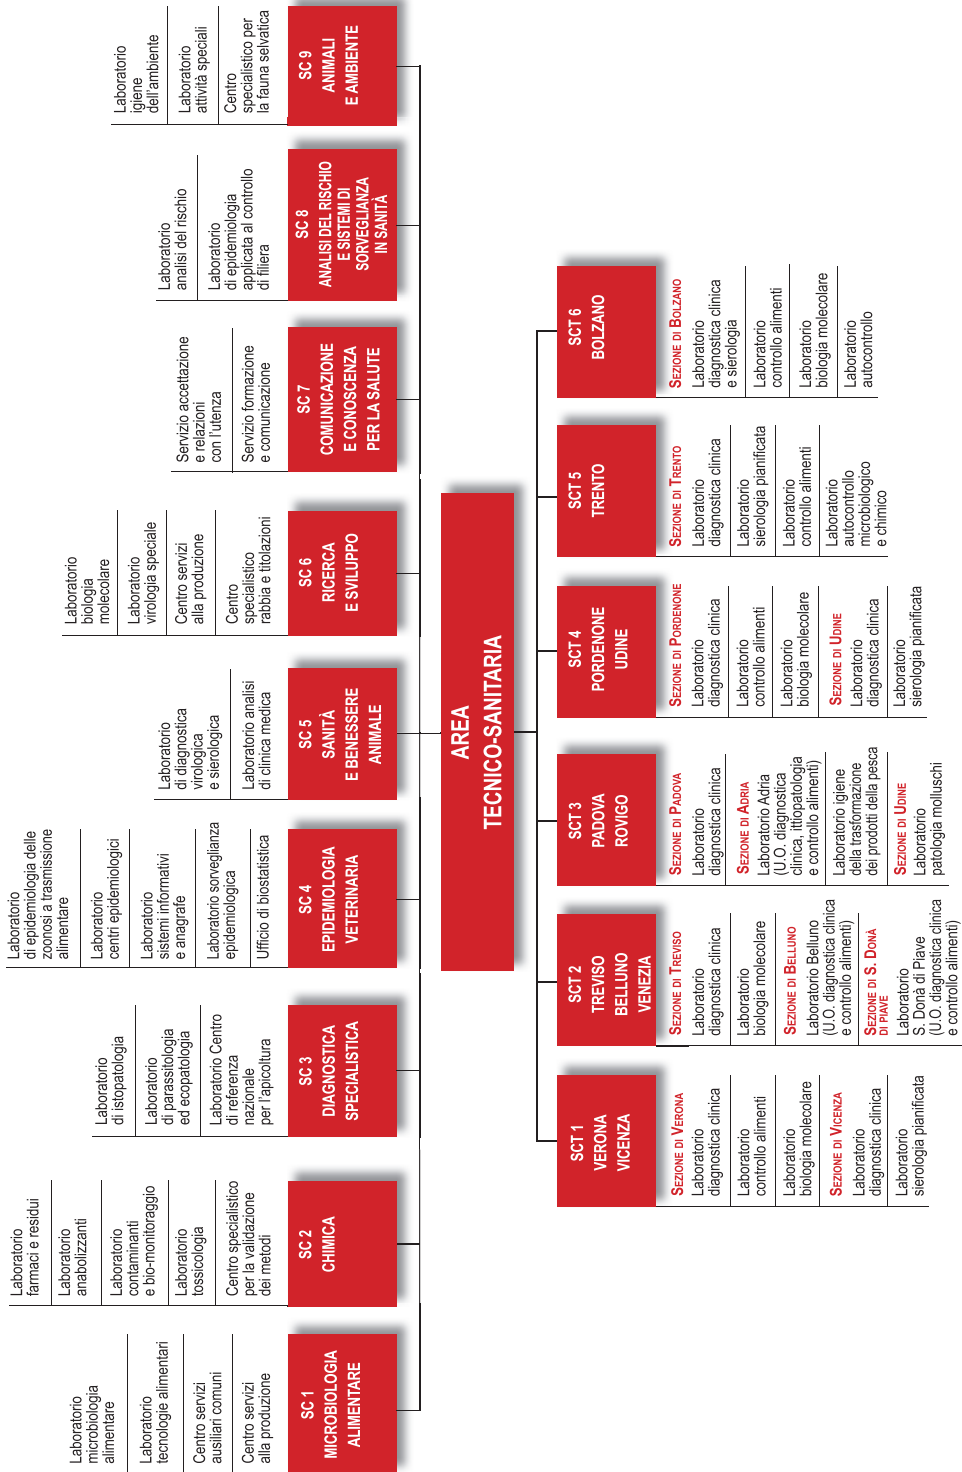 Laboratorio
microbiologia
alimentare
Laboratorio
tecnologie alimentari
Centro servizi
ausiliari comuni
Centro servizi
alla produzione
SC 1
MICROBIOLOGIA
ALIMENTARE
Laboratorio
farmaci e residui
Laboratorio
anabolizzanti
Laboratorio
contaminanti
e bio-monitoraggio
Laboratorio
tossicologia
Centro specialistico
per la validazione
dei metodi
SC 2
CHIMICA
Laboratorio
di istopatologia
Laboratorio
di parassitologia
ed ecopatologia
Laboratorio Centro
di referenza
nazionale
per l'apicoltura
SC 3
DIAGNOSTICA
SPECIALISTICA
Laboratorio
di epidemiologia delle
zoonosi a trasmissione
alimentare
Laboratorio
centri epidemiologici
Laboratorio
sistemi informativi
e anagrafe
Laboratorio sorveglianza
epidemiologica
Ufficio di biostatistica
SC 4
EPIDEMIOLOGIA
VETERINARIA
Laboratorio
di diagnostica
virologica
e sierologica
Laboratorio analisi
di clinica medica
SC 5
SANITÀ
E BENESSERE
ANIMALE
Laboratorio
biologia
molecolare
Laboratorio
virologia speciale
Centro servizi
alla produzione
Centro
specialistico
rabbia e titolazioni
SC 6
RICERCA
E SVILUPPO
Servizio accettazione
e relazioni
con l'utenza
Servizio formazione
e comunicazione
SC 7
COMUNICAZIONE
E CONOSCENZA
PER LA SALUTE
Laboratorio
analisi del rischio
Laboratorio
di epidemiologia
applicata al controllo
di filiera
SC 8
ANALISI DEL RISCHIO
E SISTEMI DI
SORVEGLIANZA
IN SANITÀ
Laboratorio
igiene
dell'ambiente
Laboratorio
attività speciali
Centro
specialistico per
la fauna selvatica
SC 9
ANIMALI
E AMBIENTE
AREA
TECNICO-SANITARIA
SCT 1
VERONA
VICENZA
SEZIONE DI VERONA
Laboratorio
diagnostica clinica
Laboratorio
controllo alimenti
Laboratorio
biologia molecolare
SEZIONE DI VICENZA
Laboratorio
diagnostica clinica
Laboratorio
sierologia pianificata
SCT 2
TREVISO
BELLUNO
VENEZIA
SEZIONE DI TREVISO
Laboratorio
diagnostica clinica
Laboratorio
biologia molecolare
SEZIONE DI BELLUNO
Laboratorio Belluno
(U.O. diagnostica clinica
e controllo alimenti)
SEZIONE DI S. DONÀ
DI PIAVE
Laboratorio
S. Donà di Piave
(U.O. diagnostica clinica
e controllo alimenti)
SCT 3
PADOVA
ROVIGO
SEZIONE DI PADOVA
Laboratorio
diagnostica clinica
SEZIONE DI ADRIA
Laboratorio Adria
(U.O. diagnostica
clinica, ittiopatologia
e controllo alimenti)
Laboratorio igiene
della trasformazione
dei prodotti della pesca
SEZIONE DI UDINE
Laboratorio
patologia molluschi
SCT 4
PORDENONE
UDINE
SEZIONE DI PORDENONE
Laboratorio
diagnostica clinica
Laboratorio
controllo alimenti
Laboratorio
biologia molecolare
SEZIONE DI UDINE
Laboratorio
diagnostica clinica
Laboratorio
sierologia pianificata
SCT 5
TRENTO
SEZIONE DI TRENTO
Laboratorio
diagnostica clinica
Laboratorio
sierologia pianificata
Laboratorio
controllo alimenti
Laboratorio
autocontrollo
microbiologico
e chimico
SCT 6
BOLZANO
SEZIONE DI BOLZANO
Laboratorio
diagnostica clinica
e sierologia
Laboratorio
controllo alimenti
Laboratorio
biologia molecolare
Laboratorio
autocontrollo